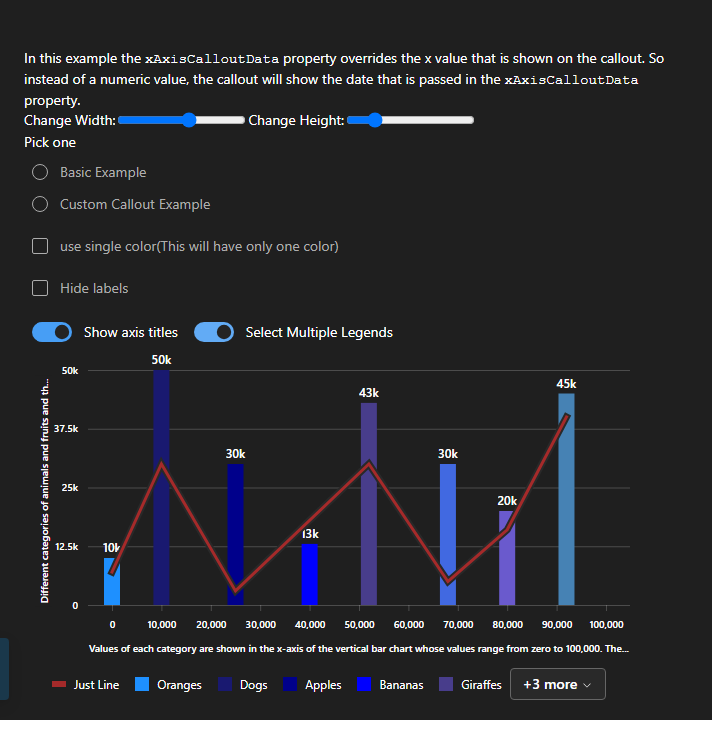 In this example the xAxisCalloutData property overrides the x value that is shown on the callout. So
instead of a numeric value, the callout will show the date that is passed in the xAxisCalloutData
property.
Change Width: Change Height:
Pick one
Basic Example
Custom Callout Example
use single color(This will have only one color)
Hide labels
Show axis titles Select Multiple Legends
Different categories of animals and fruits and th...
50k
37.5k
25k
12.5k
0
10k
50k
30k
13k
43k
30k
20k
45k
0 10,000 20,000 30,000 40,000 50,000 60,000 70,000 80,000 90,000 100,000
Values of each category are shown in the x-axis of the vertical bar chart whose values range from zero to 100,000. The...
Just Line Oranges Dogs Apples Bananas Giraffes +3 more